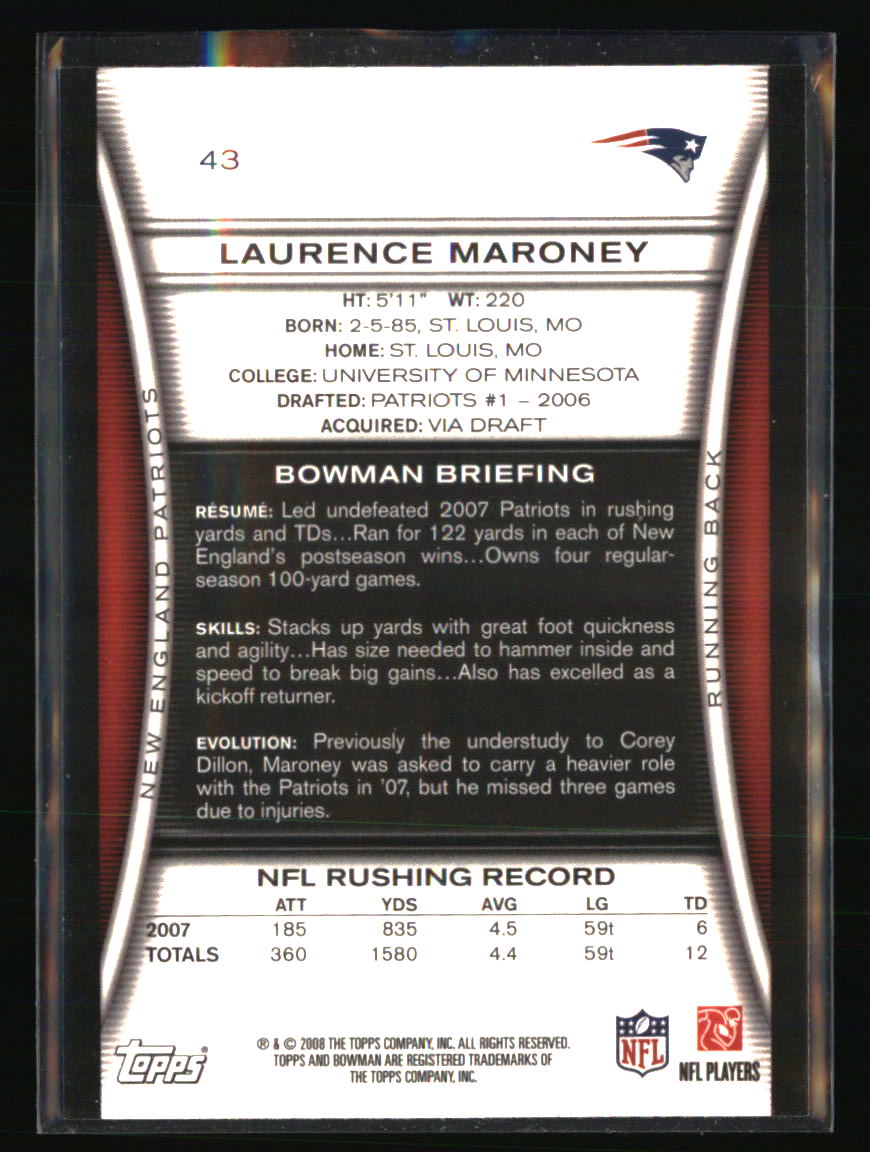 43
LAURENCE MARONEY
HT: 5'11" WT: 220
BORN: 2-5-85, ST. LOUIS, MO
HOME: ST. LOUIS, MO
COLLEGE: UNIVERSITY OF MINNESOTA
DRAFTED: PATRIOTS #1 – 2006
ACQUIRED: VIA DRAFT
NEW ENGLAND PATRIOTS
RUNNING BACK
BOWMAN BRIEFING
RÉSUMÉ: Led undefeated 2007 Patriots in rushing
yards and TDs...Ran for 122 yards in each of New
England's postseason wins...Owns four regular-
season 100-yard games.
SKILLS: Stacks up yards with great foot quickness
and agility...Has size needed to hammer inside and
speed to break big gains...Also has excelled as a
kickoff returner.
EVOLUTION: Previously the understudy to Corey
Dillon, Maroney was asked to carry a heavier role
with the Patriots in '07, but he missed three games
due to injuries.
NFL RUSHING RECORD
ATT YDS AVG LG TD
2007 185 835 4.5 59t 6
TOTALS 360 1580 4.4 59t 12
Topps®
® & © 2008 THE TOPPS COMPANY, INC. ALL RIGHTS RESERVED.
TOPPS AND BOWMAN ARE REGISTERED TRADEMARKS OF
THE TOPPS COMPANY, INC.
NFL
NFL PLAYERS